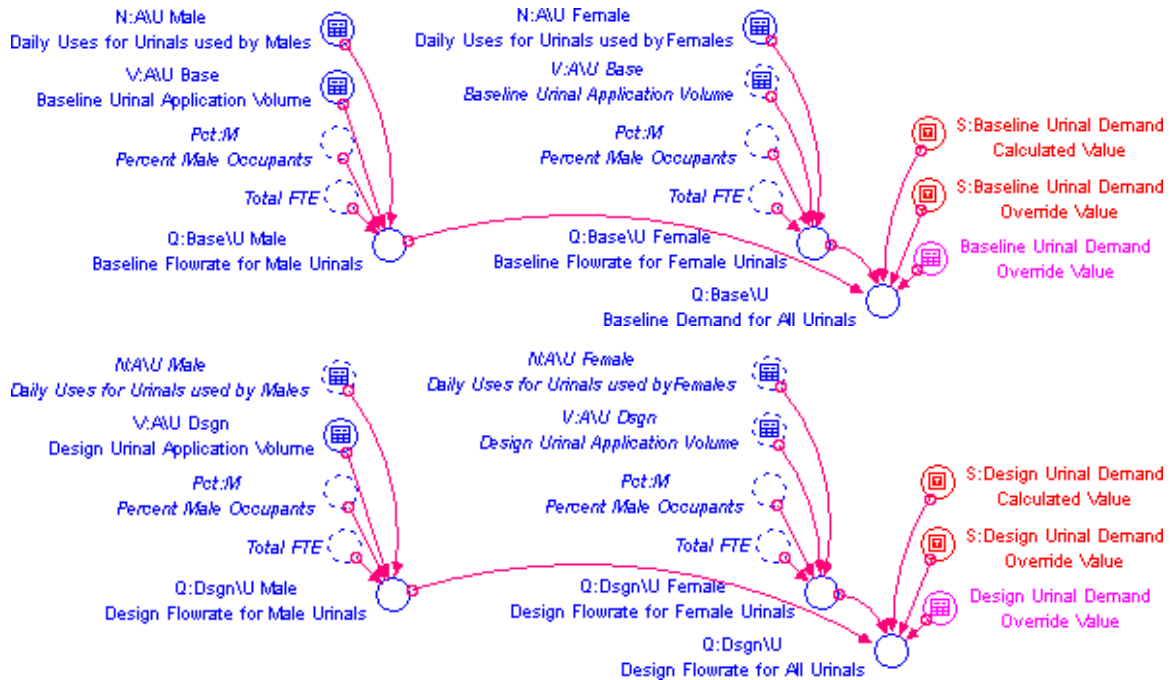 N:A\U Male
Daily Uses for Urinals used by Males
V:A\U Base
Baseline Urinal Application Volume
Pct:M
Percent Male Occupants
Total FTE
Q:Base\U Male
Baseline Flowrate for Male Urinals
N:A\U Female
Daily Uses for Urinals used by Females
V:A\U Base
Baseline Urinal Application Volume
Pct:M
Percent Male Occupants
Total FTE
Q:Base\U Female
Baseline Flowrate for Female Urinals
S:Baseline Urinal Demand
Calculated Value
S:Baseline Urinal Demand
Override Value
Baseline Urinal Demand
Override Value
Q:Base\U
Baseline Demand for All Urinals
N:A\U Male
Daily Uses for Urinals used by Males
V:A\U Dsgn
Design Urinal Application Volume
Pct:M
Percent Male Occupants
Total FTE
Q:Dsgn\U Male
Design Flowrate for Male Urinals
N:A\U Female
Daily Uses for Urinals used by Females
V:A\U Dsgn
Design Urinal Application Volume
Pct:M
Percent Male Occupants
Total FTE
Q:Dsgn\U Female
Design Flowrate for Female Urinals
S:Design Urinal Demand
Calculated Value
S:Design Urinal Demand
Override Value
Design Urinal Demand
Override Value
Q:Dsgn\U
Design Flowrate for All Urinals